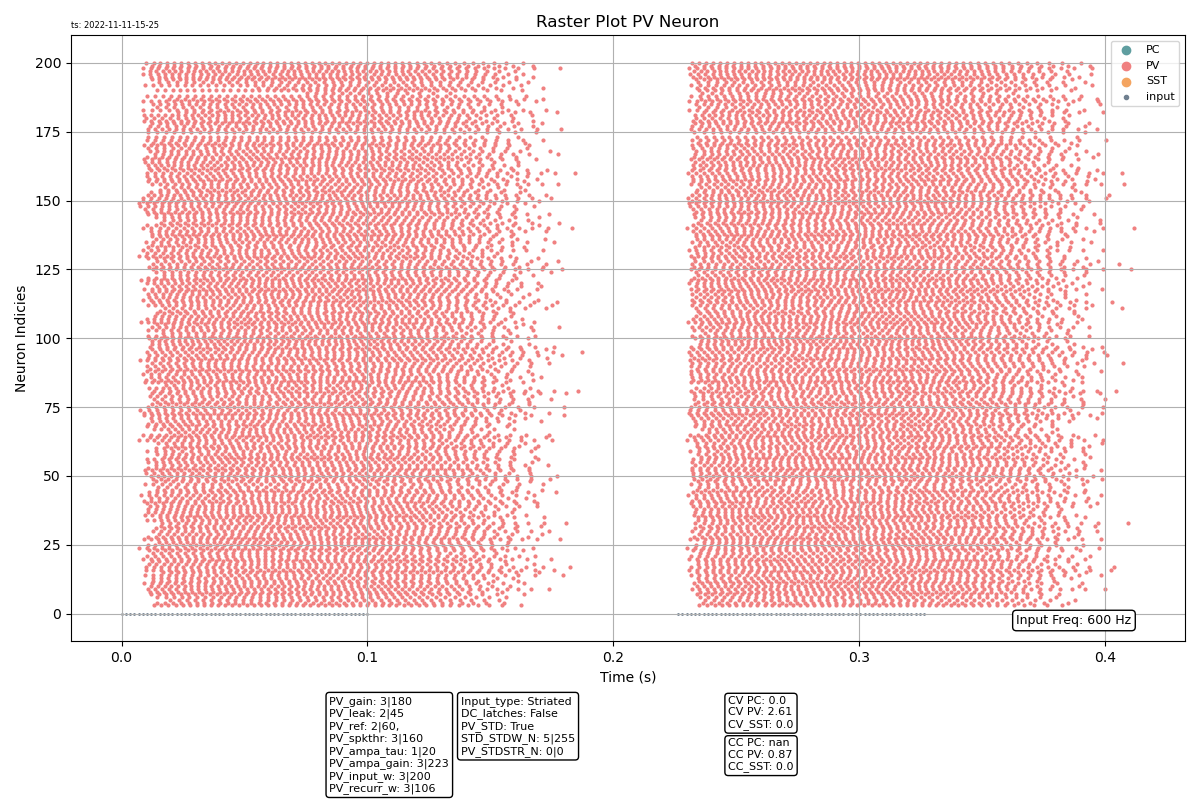 ts: 2022-11-11-15-25
Raster Plot PV Neuron
PC
PV
SST
input
200
175
150
125
100
75
50
25
0
Neuron Indicies
Input Freq: 600 Hz
0.0
0.1
0.2
0.3
0.4
Time (s)
PV_gain: 3|180
PV_leak: 2|45
PV_ref: 2|60,
PV_spkthr: 3|160
PV_ampa_tau: 1|20
PV_ampa_gain: 3|223
PV_input_w: 3|200
PV_recurr_w: 3|106
Input_type: Striated
DC_latches: False
PV_STD: True
STD_STDW_N: 5|255
PV_STDSTR_N: 0|0
CV PC: 0.0
CV PV: 2.61
CV_SST: 0.0
CC PC: nan
CC PV: 0.87
CC_SST: 0.0